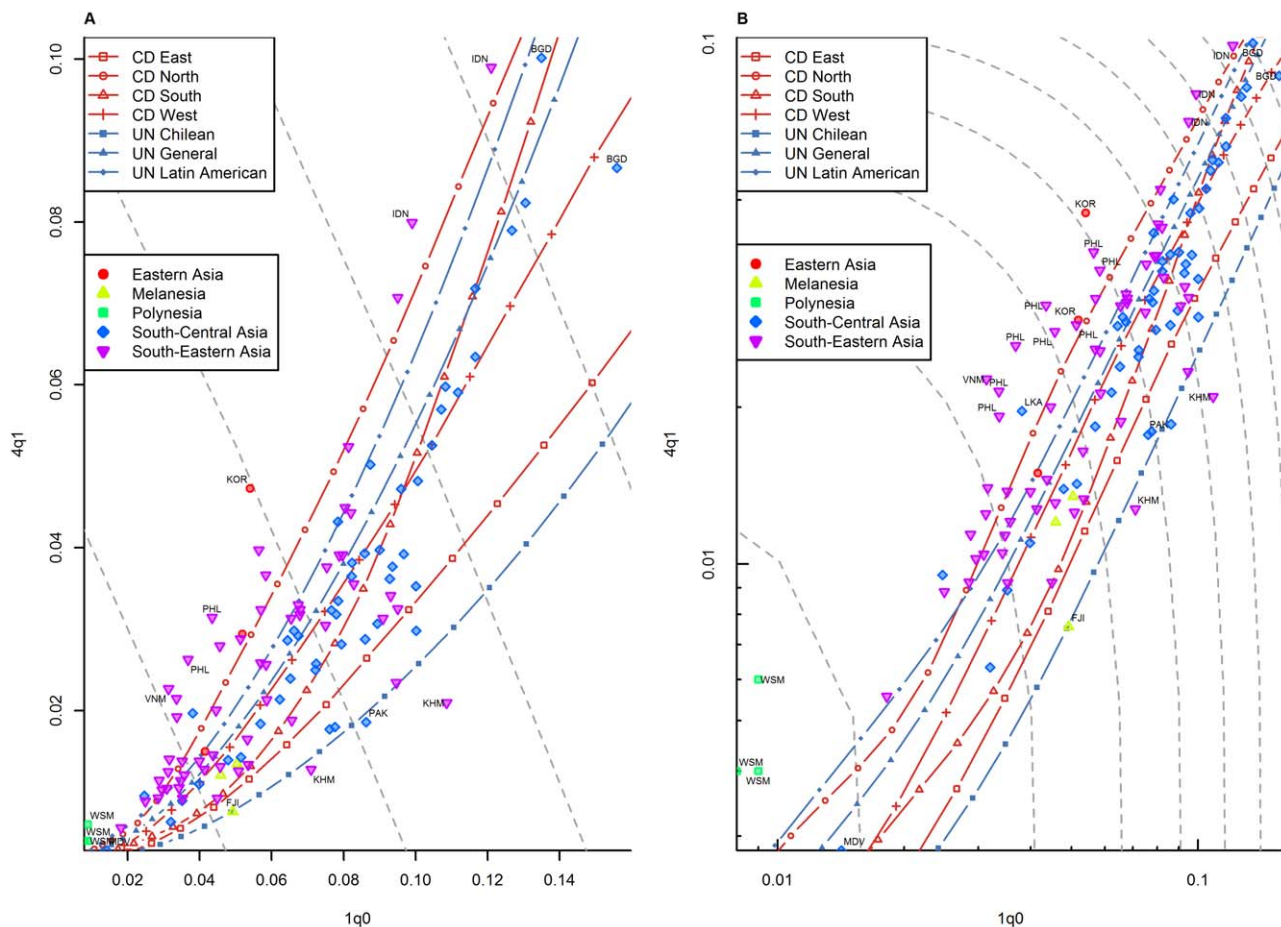 A
CD East
CD North
CD South
CD West
UN Chilean
UN General
UN Latin American
Eastern Asia
Melanesia
Polynesia
South-Central Asia
South-Eastern Asia
IDN
BGD
BGD
IDN
KOR
PHL
PHL
VNM
PAK
KHM
KHM
FJI
WSM
WSM
WSM
MDV
0.10
0.08
0.06
0.04
0.02
4q1
0.02 0.04 0.06 0.08 0.10 0.12 0.14
1q0
B
CD East
CD North
CD South
CD West
UN Chilean
UN General
UN Latin American
Eastern Asia
Melanesia
Polynesia
South-Central Asia
South-Eastern Asia
IDN
BGD
BGD
IDN
IDN
KOR
PHL
PHL
PHL
KOR
PHL
PHL
PHL
VNM
PHL
PHL
LKA
KHM
PAK
KHM
FJI
WSM
WSM
WSM
MDV
0.1
0.01
4q1
0.01 0.1
1q0